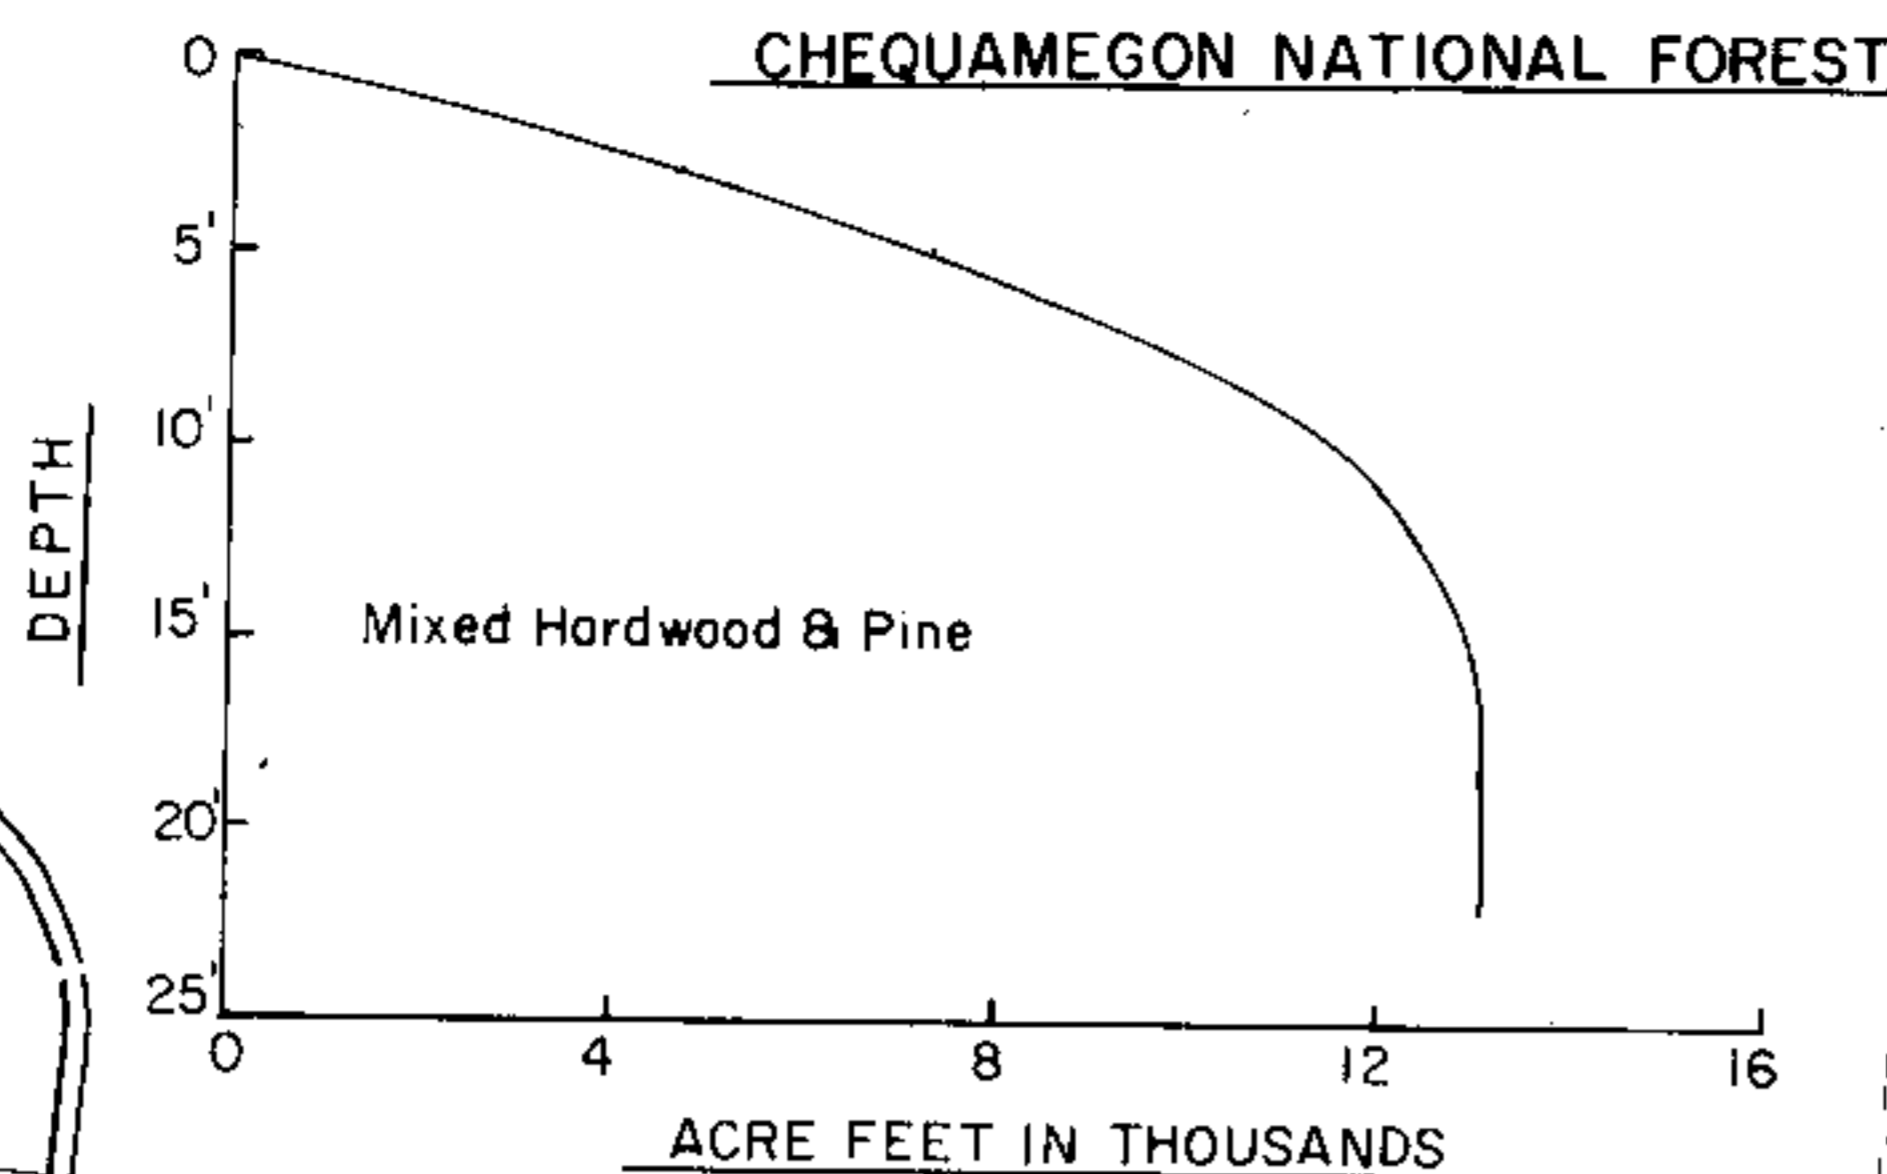 CHEQUAMEGON NATIONAL FOREST
0
5'
10'
15'
20'
25'
DEPTH
Mixed Hardwood & Pine
0 4 8 12 16
ACRE FEET IN THOUSANDS